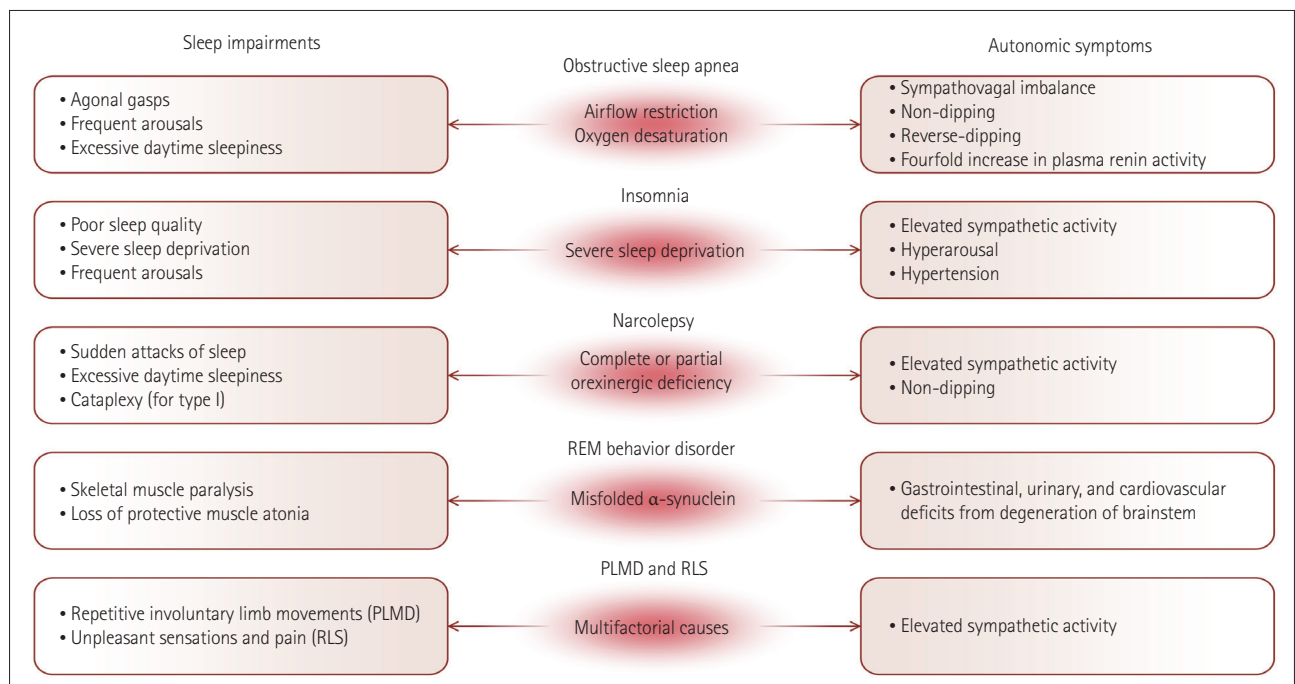 Sleep impairments
Autonomic symptoms
Obstructive sleep apnea
• Agonal gasps
• Frequent arousals
• Excessive daytime sleepiness
Airflow restriction
Oxygen desaturation
• Sympathovagal imbalance
• Non-dipping
• Reverse-dipping
• Fourfold increase in plasma renin activity
Insomnia
• Poor sleep quality
• Severe sleep deprivation
• Frequent arousals
Severe sleep deprivation
• Elevated sympathetic activity
• Hyperarousal
• Hypertension
Narcolepsy
• Sudden attacks of sleep
• Excessive daytime sleepiness
• Cataplexy (for type I)
Complete or partial
orexinergic deficiency
• Elevated sympathetic activity
• Non-dipping
REM behavior disorder
• Skeletal muscle paralysis
• Loss of protective muscle atonia
Misfolded α-synuclein
• Gastrointestinal, urinary, and cardiovascular
deficits from degeneration of brainstem
PLMD and RLS
• Repetitive involuntary limb movements (PLMD)
• Unpleasant sensations and pain (RLS)
Multifactorial causes
• Elevated sympathetic activity